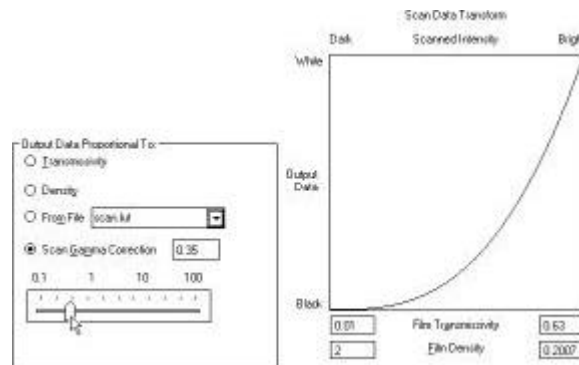 Output Data Proportional To:
Transmissivity
Density
From File scan.lut
Scan Gamma Correction 0.35
0.1 1 10 100
Scan Data Transform
Dark Scanned Intensity Brig
White
Output
Data
Black
0.01 Film Transmissivity 0.63
2 Film Density 0.2007